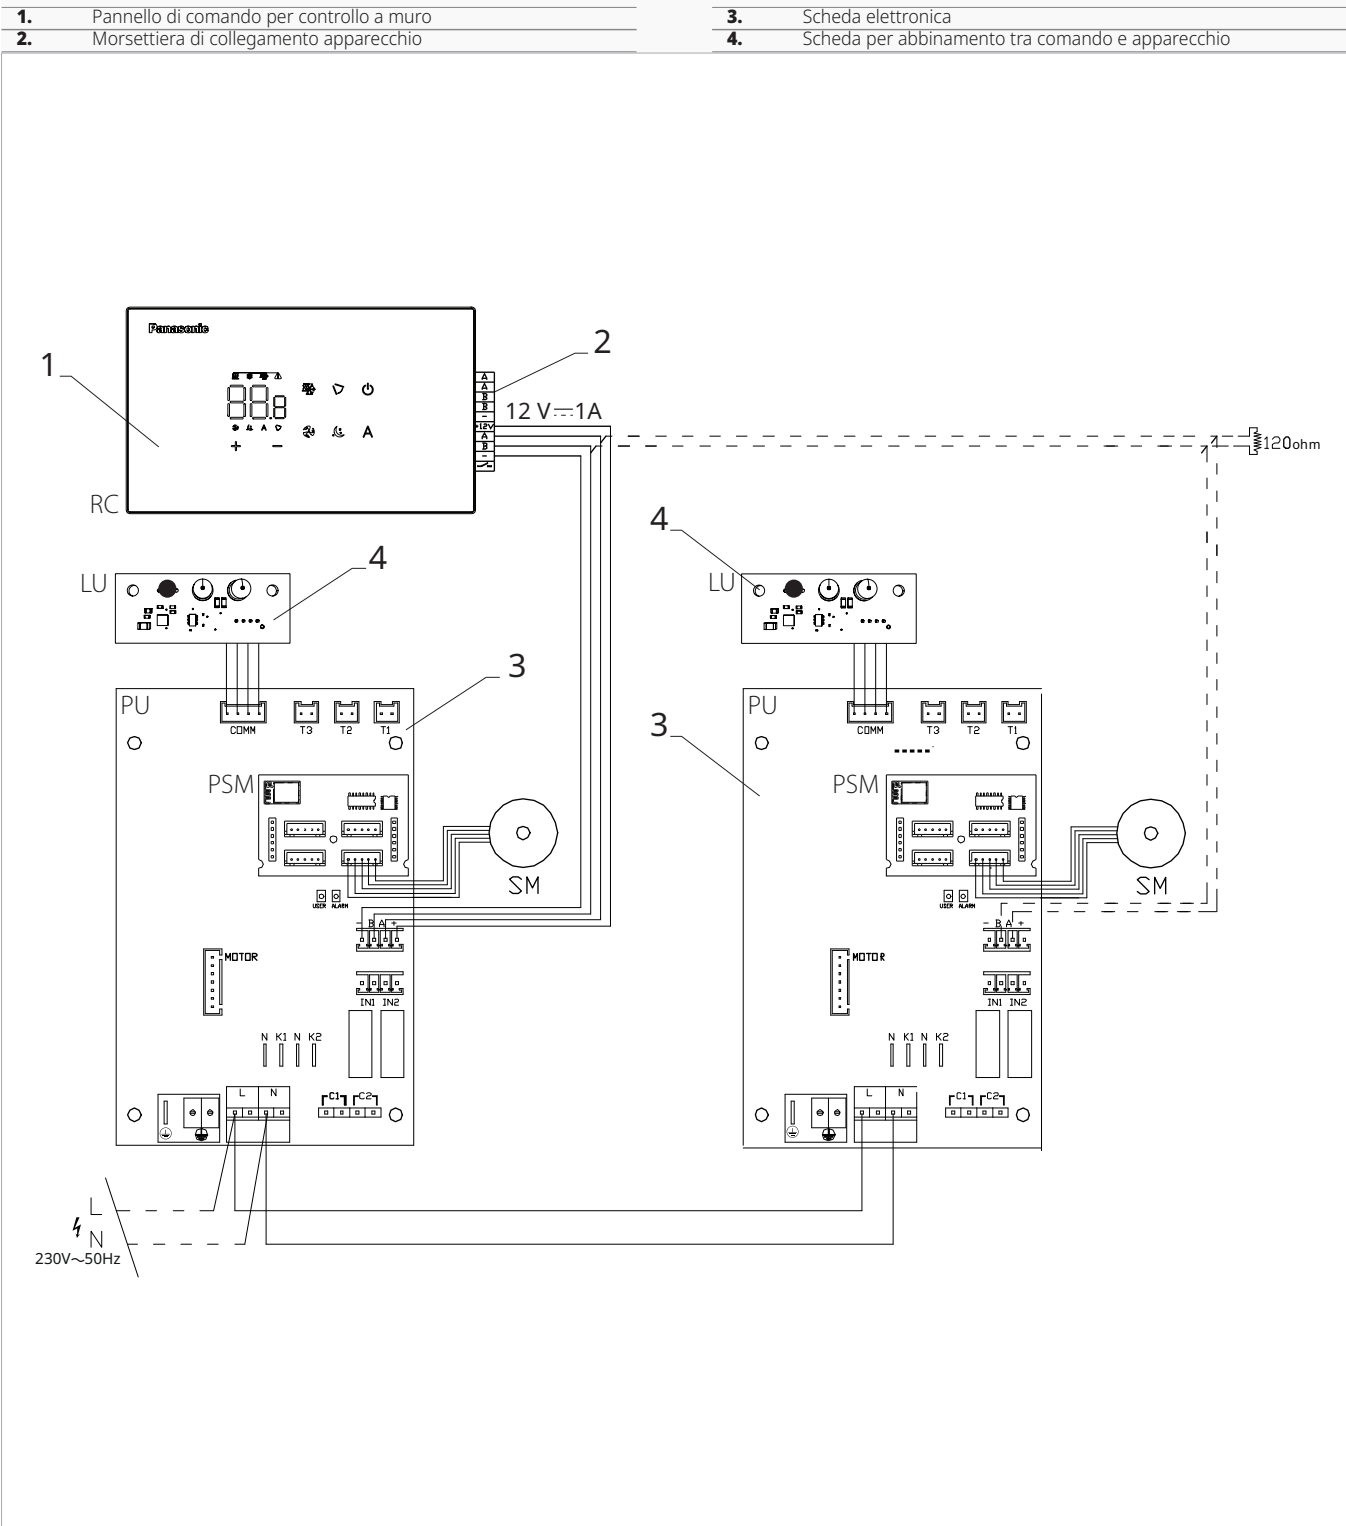 1. Pannello di comando per controllo a muro
2. Morsettiera di collegamento apparecchio
3. Scheda elettronica
4. Scheda per abbinamento tra comando e apparecchio
Panasonic
1
2
A
A
B
B
-
+12V
A
B
-
12 V⎓1A
88.8
A
+ -
A
120ohm
RC
LU
4
4
LU
3
PU
COMM T3 T2 T1
PSM
SM
USER ALARM
- B A +
MOTOR
IN1 IN2
N K1 N K2
L N
C1 C2
3
PU
COMM T3 T2 T1
PSM
SM
USER ALARM
- B A +
MOTOR
IN1 IN2
N K1 N K2
L N
C1 C2
L
N
230V~50Hz